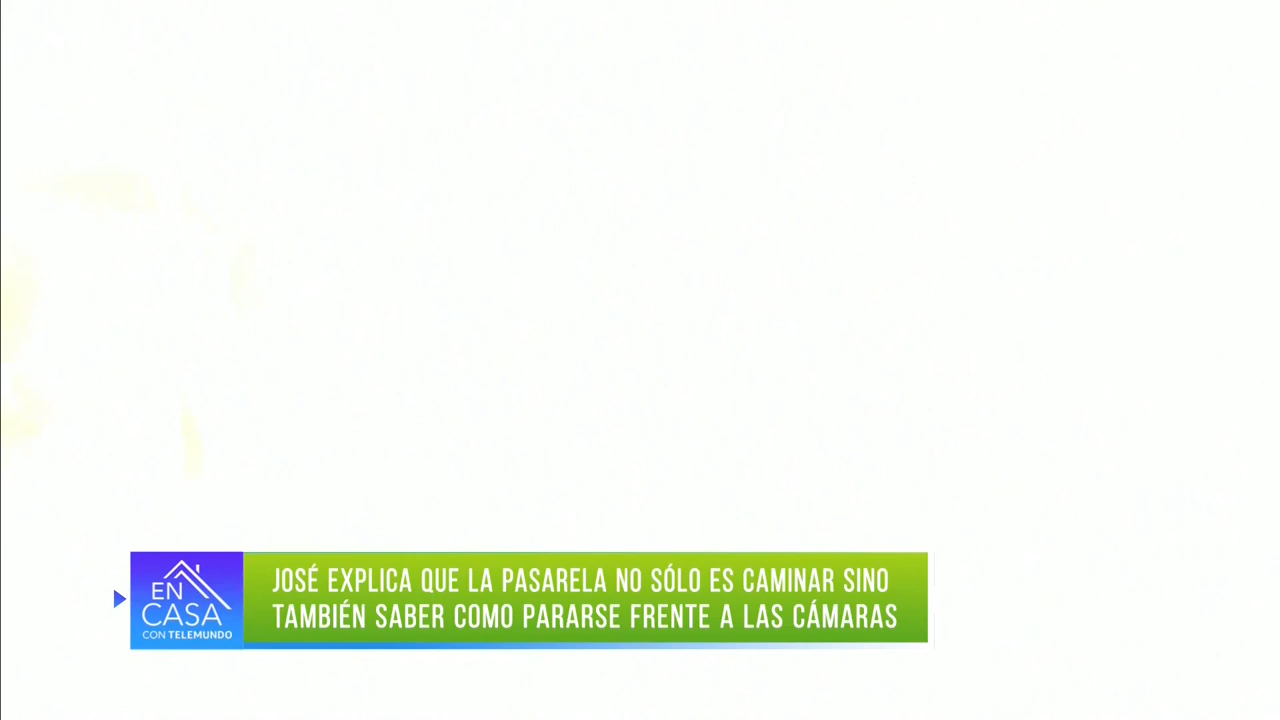 EN
CASA
CON TELEMUNDO
JOSÉ EXPLICA QUE LA PASARELA NO SÓLO ES CAMINAR SINO
TAMBIÉN SABER COMO PARARSE FRENTE A LAS CÁMARAS